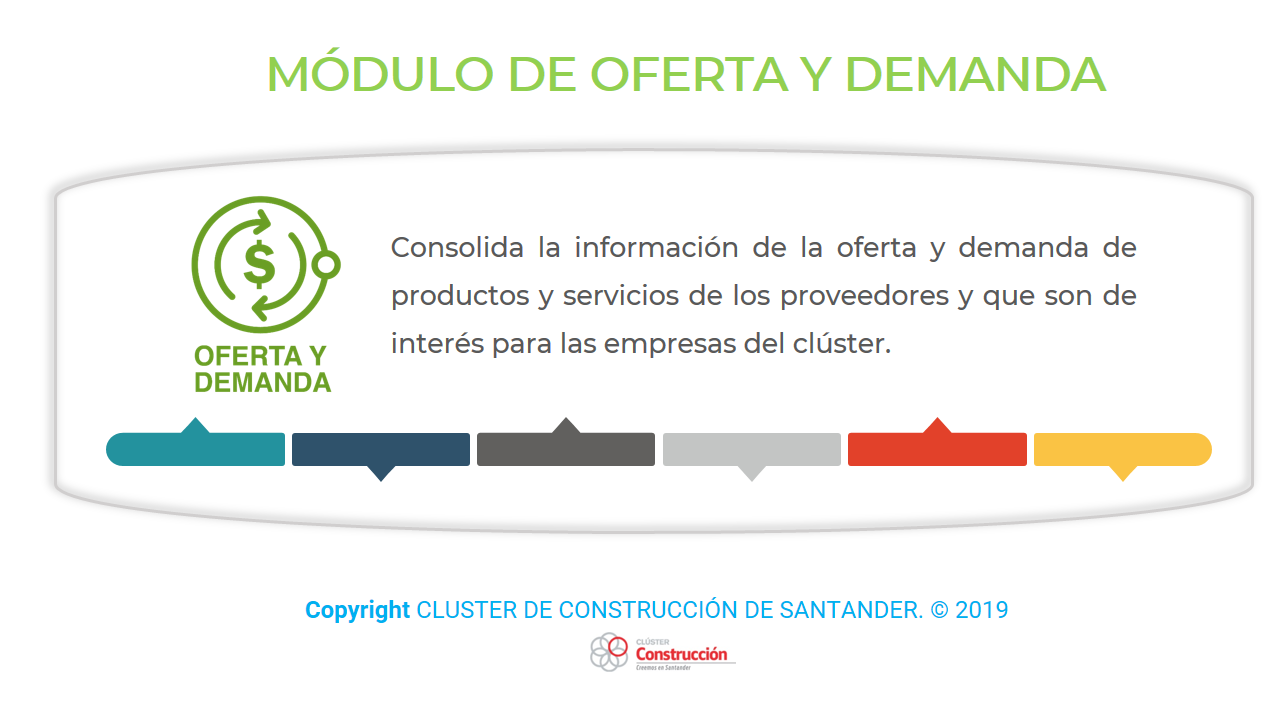 MÓDULO DE OFERTA Y DEMANDA
Consolida la información de la oferta y demanda de
productos y servicios de los proveedores y que son de
interés para las empresas del clúster.
$
OFERTA Y
DEMANDA
Copyright CLUSTER DE CONSTRUCCIÓN DE SANTANDER. © 2019
CLÚSTER
Construcción
Creemos en Santander